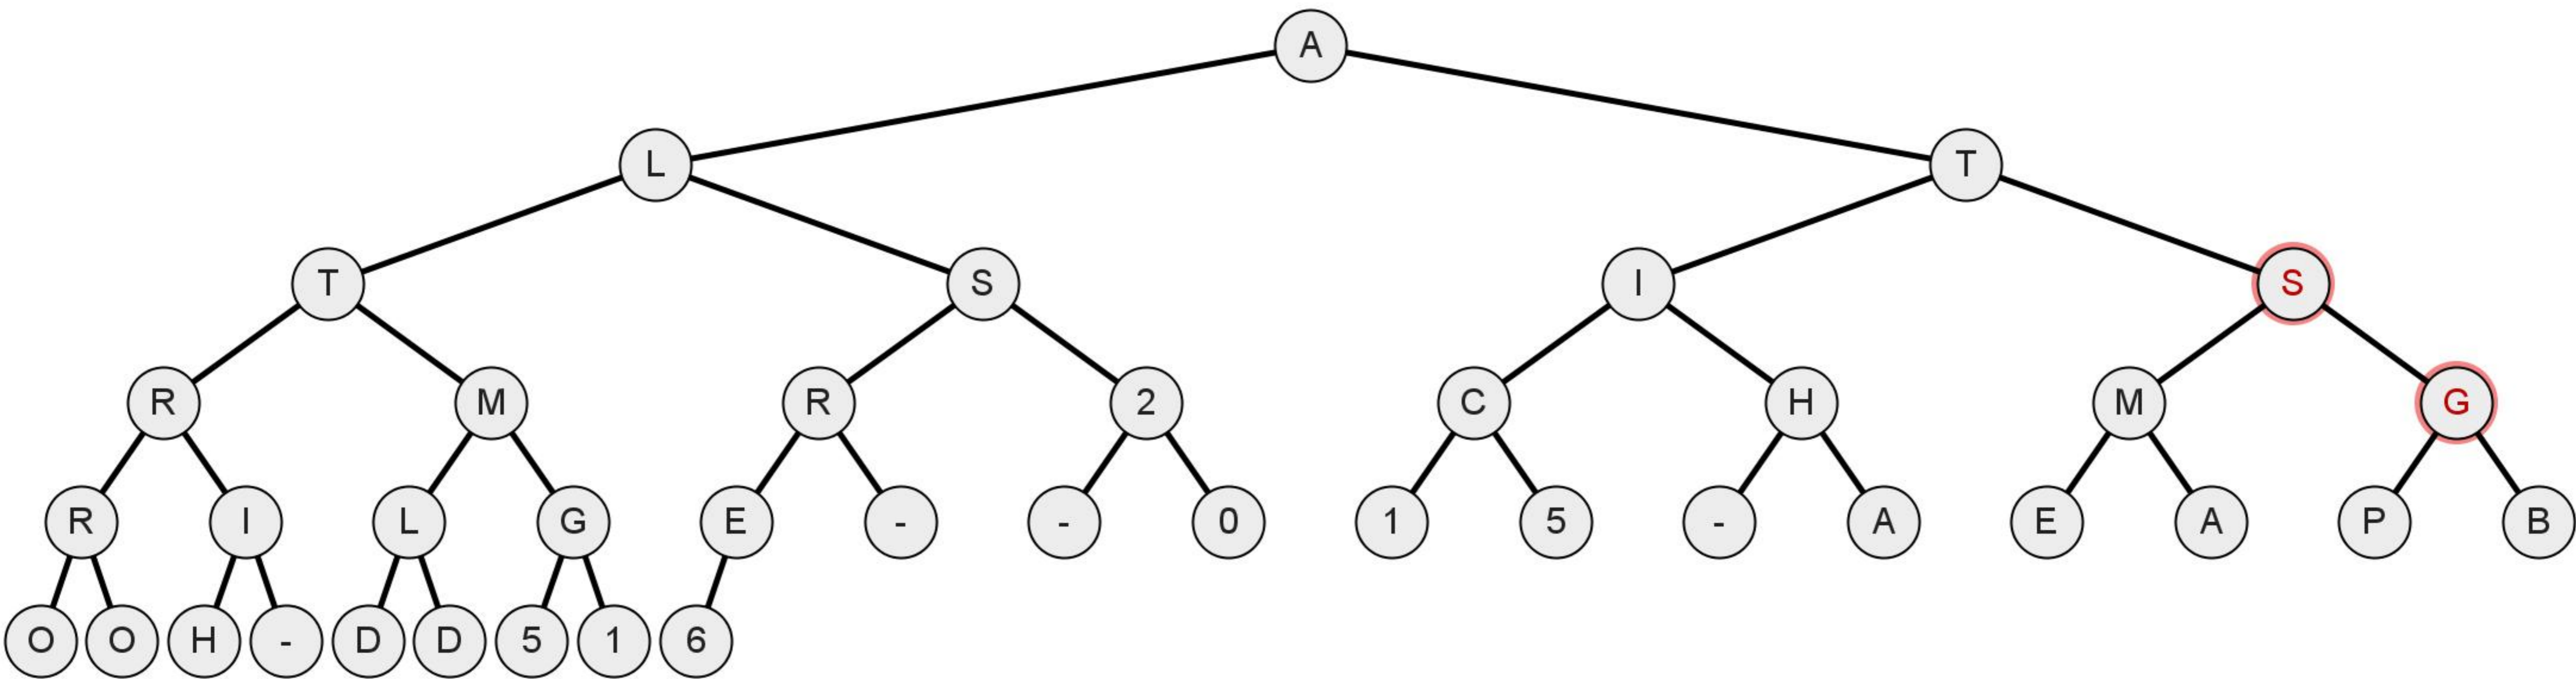 A
L T
T S I S
R M R 2 C H M G
R I L G E - - 0 1 5 - A E A P B
O O H - D D 5 1 6